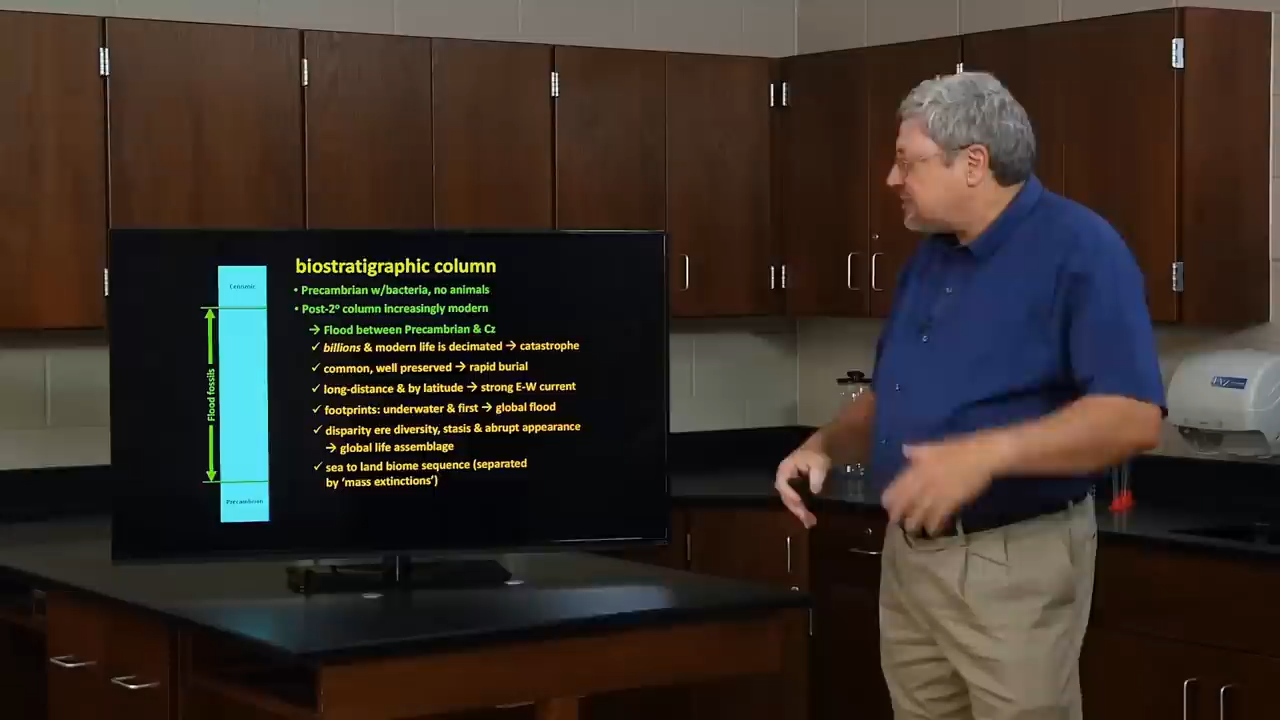 biostratigraphic column
• Precambrian w/bacteria, no animals
• Post-2° column increasingly modern
→ Flood between Precambrian & Cz
✓ billions & modern life is decimated → catastrophe
✓ common, well preserved → rapid burial
✓ long-distance & by latitude → strong E-W current
✓ footprints: underwater & first → global flood
✓ disparity ere diversity, stasis & abrupt appearance
→ global life assemblage
✓ sea to land biome sequence (separated
by ‘mass extinctions’)
Cenozoic
Flood fossils
Precambrian